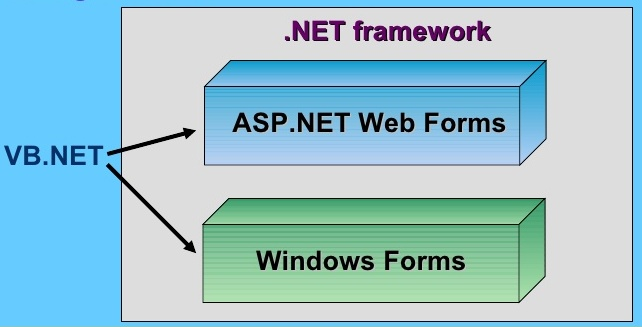 .NET framework
ASP.NET Web Forms
VB.NET
Windows Forms